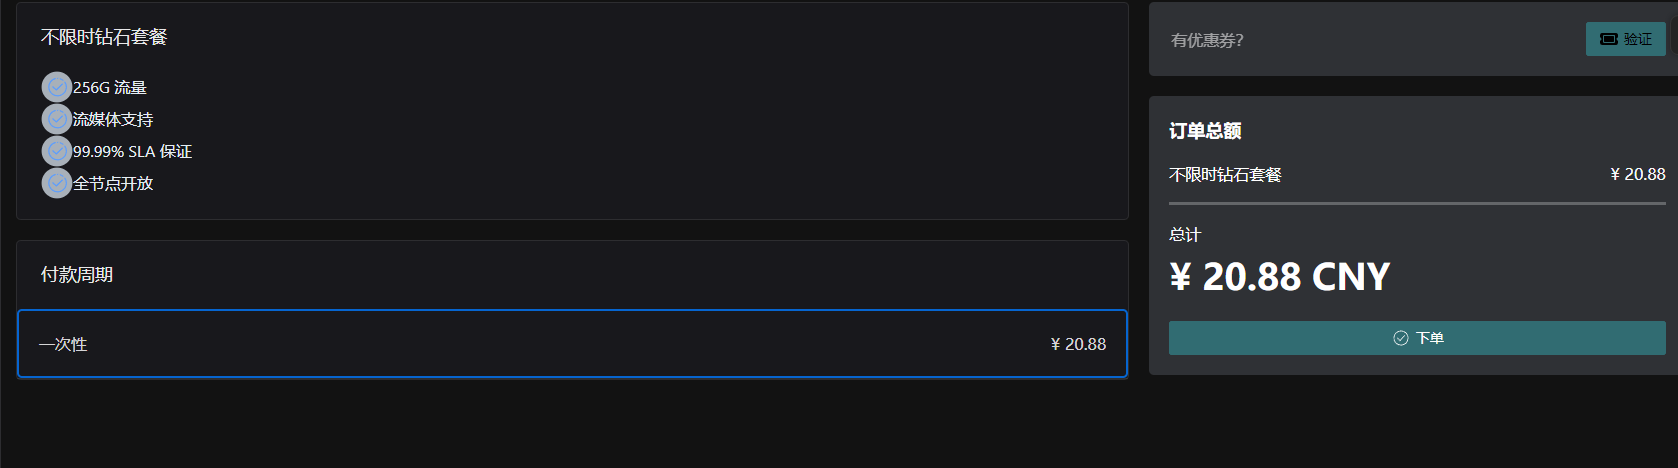 不限时钻石套餐
256G 流量
流媒体支持
99.99% SLA 保证
全节点开放
付款周期
一次性 ¥ 20.88
有优惠券? 验证
订单总额
不限时钻石套餐 ¥ 20.88
总计
¥ 20.88 CNY
下单